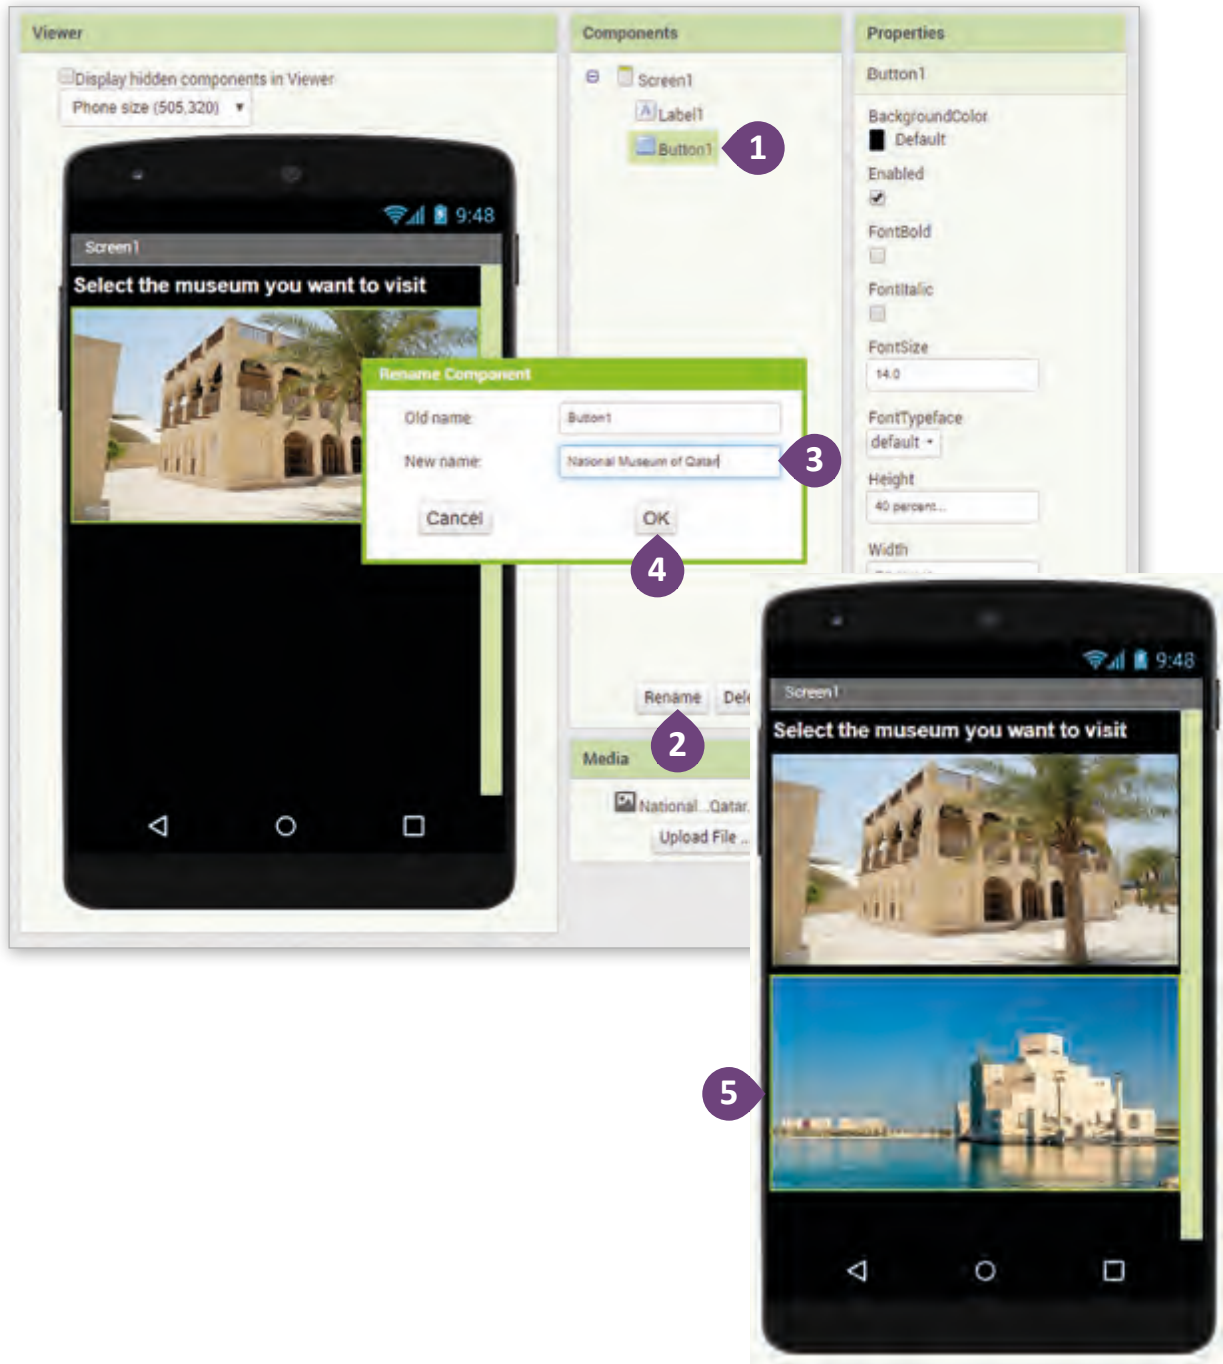 Viewer
Display hidden components in Viewer
Phone size (505,320)
9:48
Screen1
Select the museum you want to visit
Components
Screen1
Label1
Button1
1
Rename Component
Old name:
Button1
New name:
National Museum of Qatar
3
Cancel
OK
4
Rename
Dele
2
Media
National ...Qatar.
Upload File ...
Properties
Button1
BackgroundColor
Default
Enabled
FontBold
FontItalic
FontSize
14.0
FontTypeface
default
Height
40 percent...
Width
9:48
Screen1
Select the museum you want to visit
5